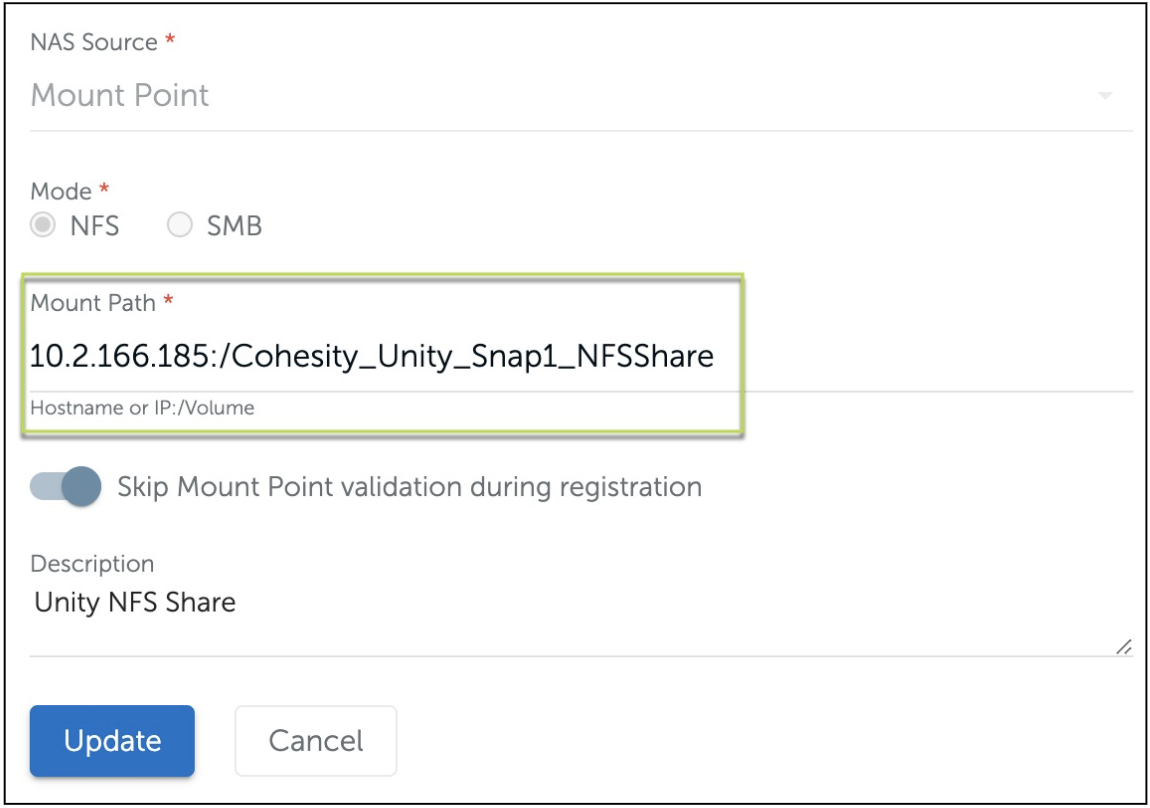 NAS Source *
Mount Point
Mode *
NFS SMB
Mount Path *
10.2.166.185:/Cohesity_Unity_Snap1_NFSShare
Hostname or IP:/Volume
Skip Mount Point validation during registration
Description
Unity NFS Share
Update Cancel